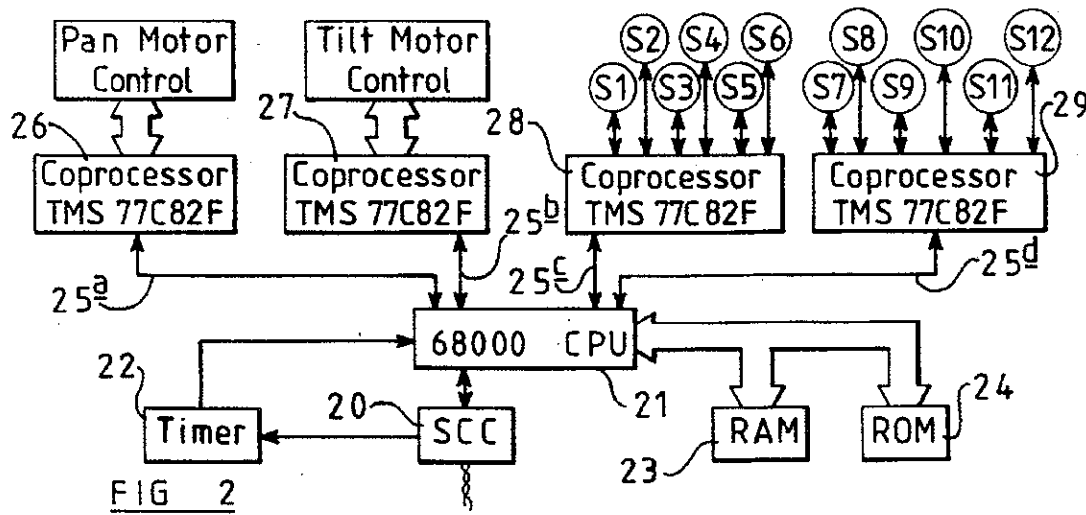 Pan Motor
Control
Tilt Motor
Control
S1
S2
S3
S4
S5
S6
S7
S8
S9
S10
S11
S12
26
27
28
29
Coprocessor
TMS 77C82F
Coprocessor
TMS 77C82F
Coprocessor
TMS 77C82F
Coprocessor
TMS 77C82F
25a
25b
25c
25d
68000 CPU
22
20
21
24
Timer
SCC
RAM
ROM
23
FIG 2